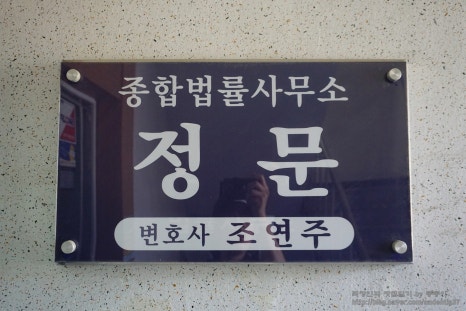 종합법률사무소
정문
변호사 조연주